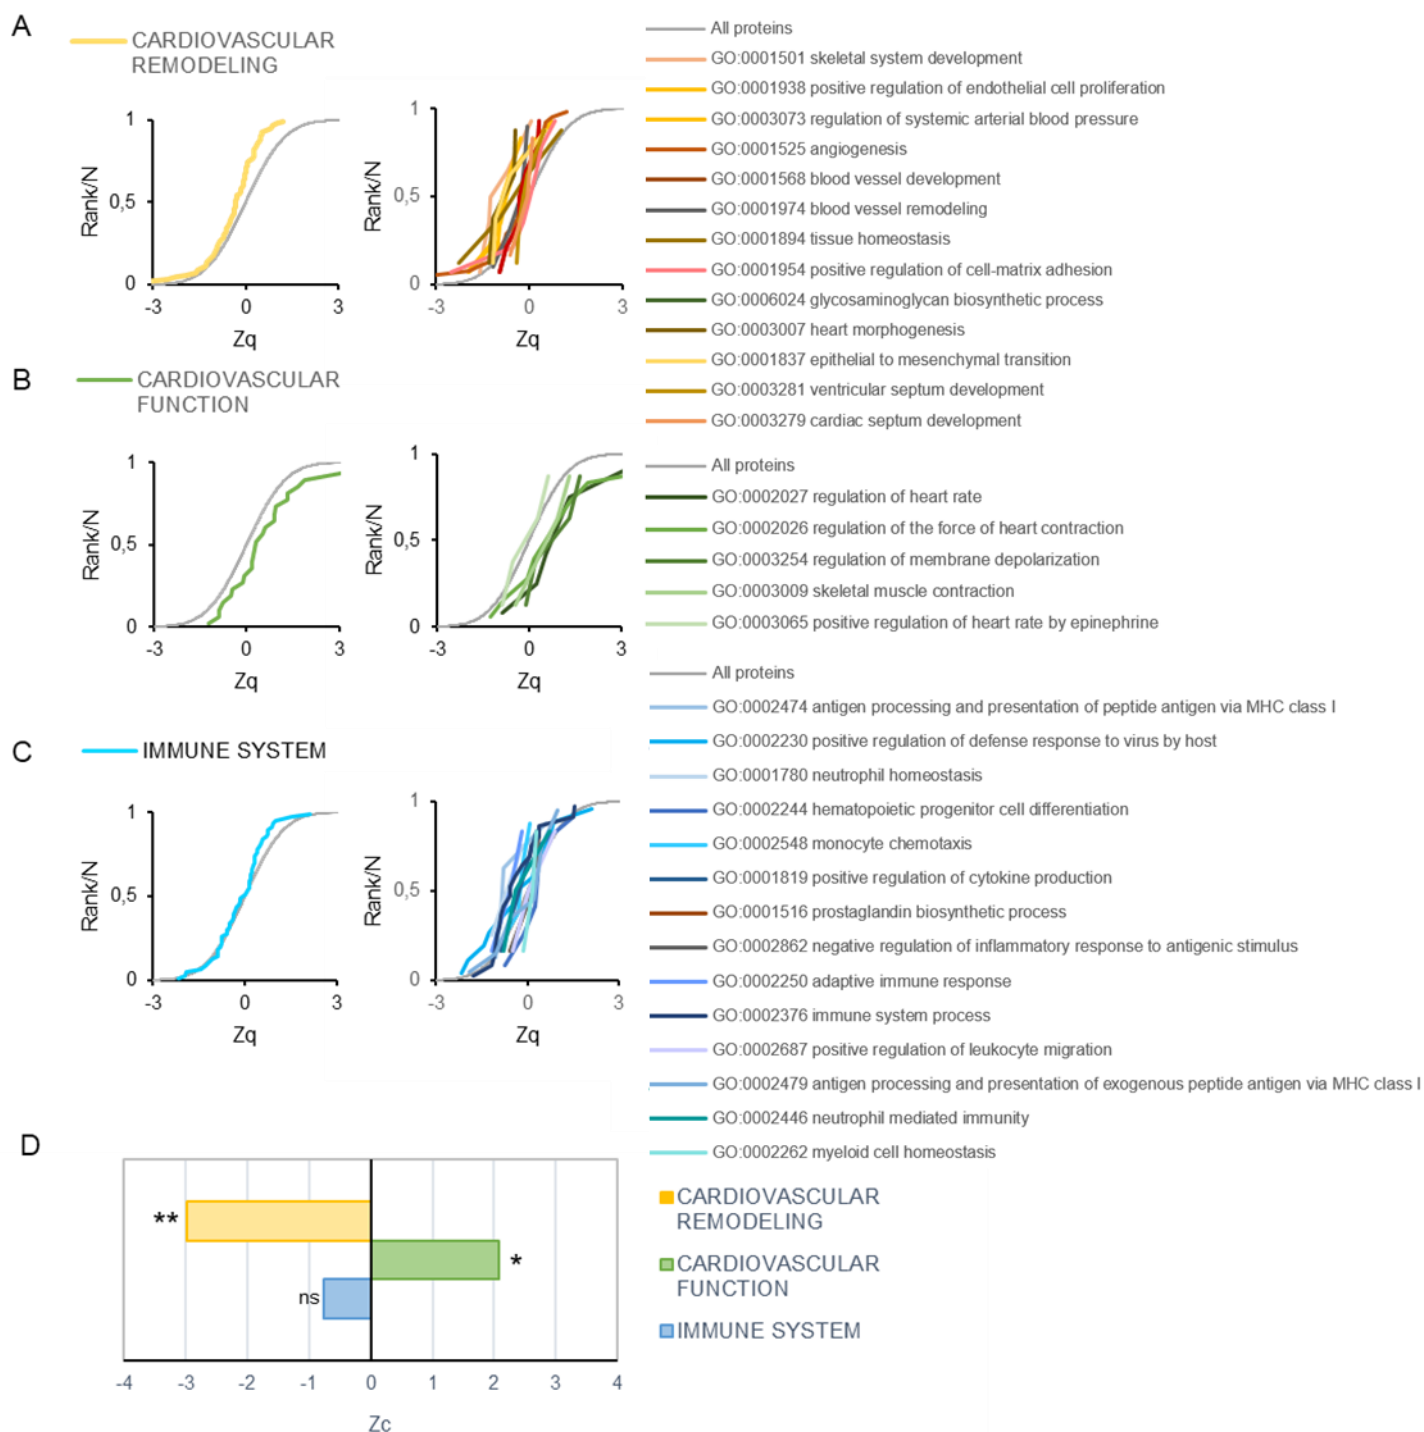 A
CARDIOVASCULAR
REMODELING
1
0,5
0
-3
0
3
Rank/N
Zq
1
0,5
0
-3
0
3
Rank/N
Zq
All proteins
GO:0001501 skeletal system development
GO:0001938 positive regulation of endothelial cell proliferation
GO:0003073 regulation of systemic arterial blood pressure
GO:0001525 angiogenesis
GO:0001568 blood vessel development
GO:0001974 blood vessel remodeling
GO:0001894 tissue homeostasis
GO:0001954 positive regulation of cell-matrix adhesion
GO:0006024 glycosaminoglycan biosynthetic process
GO:0003007 heart morphogenesis
GO:0001837 epithelial to mesenchymal transition
GO:0003281 ventricular septum development
GO:0003279 cardiac septum development
B
CARDIOVASCULAR
FUNCTION
1
0,5
0
-3
0
3
Rank/N
Zq
1
0,5
0
-3
0
3
Rank/N
Zq
All proteins
GO:0002027 regulation of heart rate
GO:0002026 regulation of the force of heart contraction
GO:0003254 regulation of membrane depolarization
GO:0003009 skeletal muscle contraction
GO:0003065 positive regulation of heart rate by epinephrine
C
IMMUNE SYSTEM
1
0,5
0
-3
0
3
Rank/N
Zq
1
0,5
0
-3
0
3
Rank/N
Zq
All proteins
GO:0002474 antigen processing and presentation of peptide antigen via MHC class I
GO:0002230 positive regulation of defense response to virus by host
GO:0001780 neutrophil homeostasis
GO:0002244 hematopoietic progenitor cell differentiation
GO:0002548 monocyte chemotaxis
GO:0001819 positive regulation of cytokine production
GO:0001516 prostaglandin biosynthetic process
GO:0002862 negative regulation of inflammatory response to antigenic stimulus
GO:0002250 adaptive immune response
GO:0002376 immune system process
GO:0002687 positive regulation of leukocyte migration
GO:0002479 antigen processing and presentation of exogenous peptide antigen via MHC class I
GO:0002446 neutrophil mediated immunity
GO:0002262 myeloid cell homeostasis
D
**
*
ns
-4 -3 -2 -1 0 1 2 3 4
Zc
CARDIOVASCULAR
REMODELING
CARDIOVASCULAR
FUNCTION
IMMUNE SYSTEM